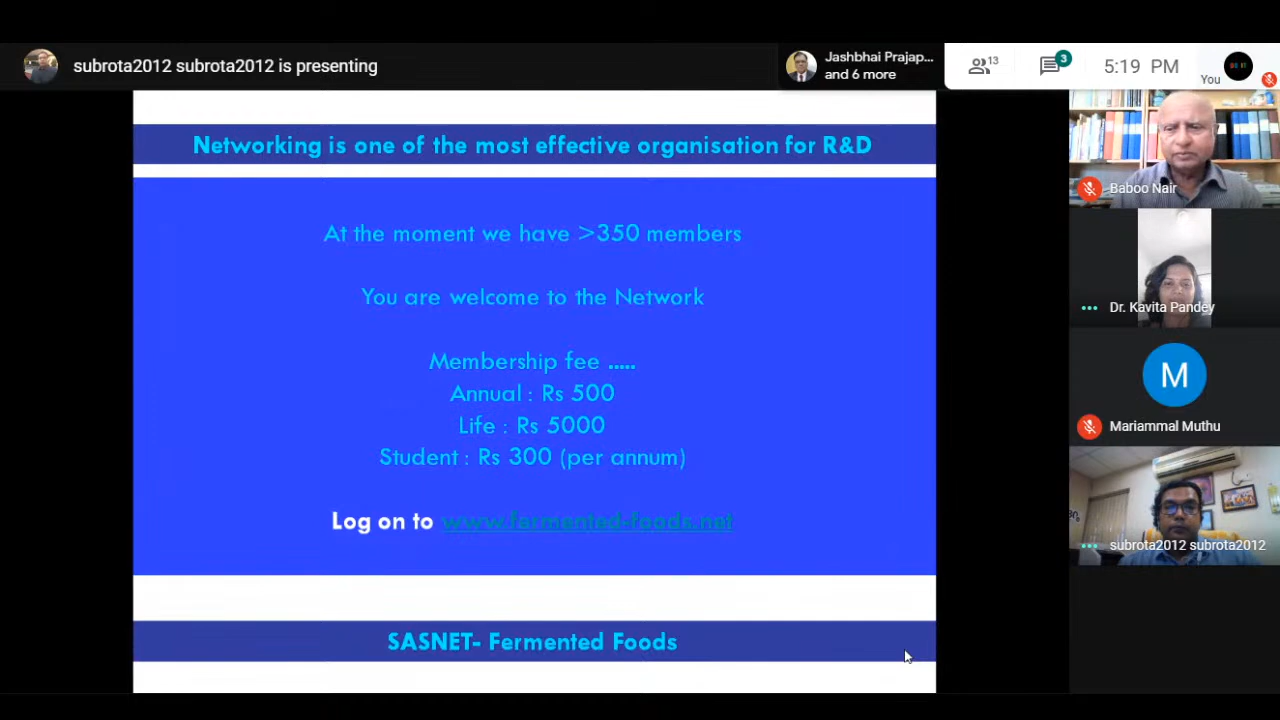 subrota2012 subrota2012 is presenting
Jashbhai Prajap...
and 6 more
13
3
5:19 PM
You
Networking is one of the most effective organisation for R&D
At the moment we have >350 members
You are welcome to the Network
Membership fee .....
Annual : Rs 500
Life : Rs 5000
Student : Rs 300 (per annum)
Log on to www.fermented-foods.net
SASNET- Fermented Foods
Baboo Nair
Dr. Kavita Pandey
M
Mariammal Muthu
subrota2012 subrota2012